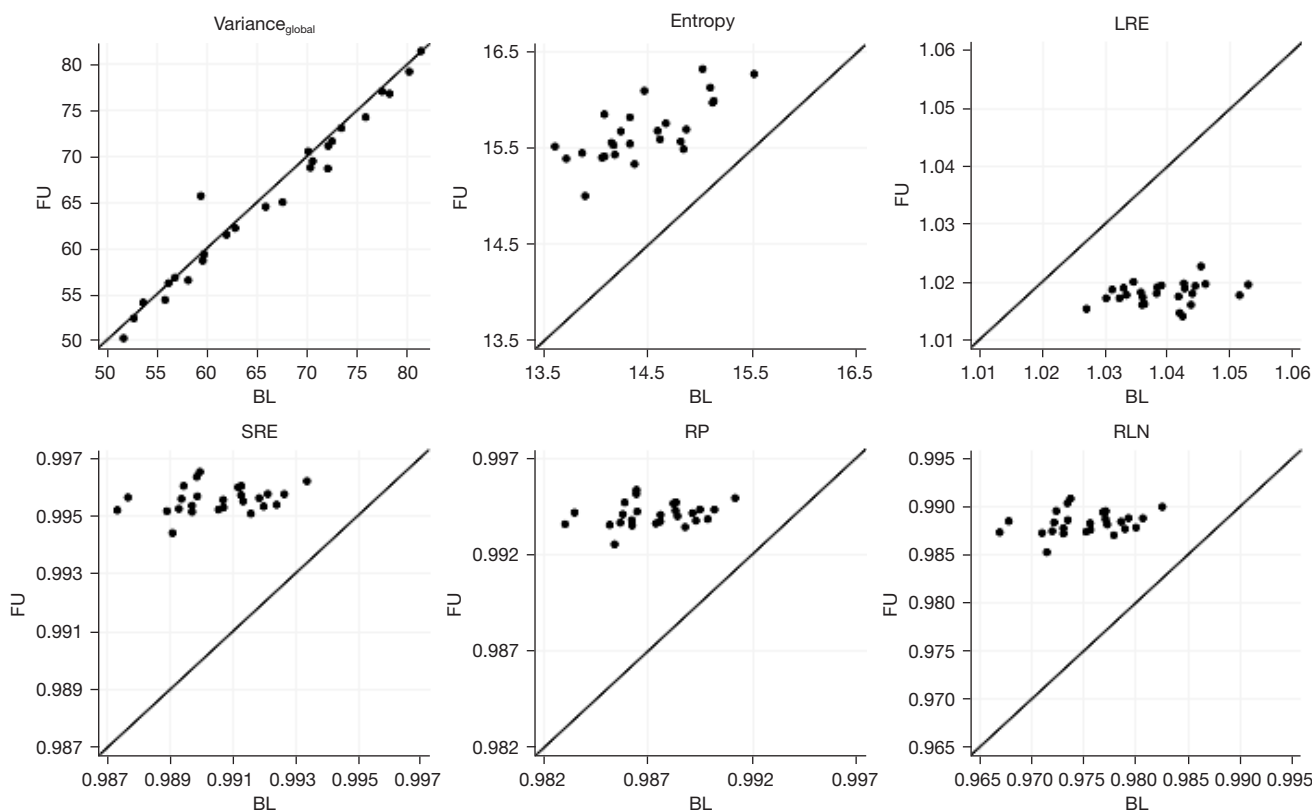 Variance_global
80
75
70
65
60
55
50
FU
50 55 60 65 70 75 80
BL
Entropy
16.5
15.5
14.5
13.5
FU
13.5 14.5 15.5 16.5
BL
LRE
1.06
1.05
1.04
1.03
1.02
1.01
FU
1.01 1.02 1.03 1.04 1.05 1.06
BL
SRE
0.997
0.995
0.993
0.991
0.989
0.987
FU
0.987 0.989 0.991 0.993 0.995 0.997
BL
RP
0.997
0.992
0.987
0.982
FU
0.982 0.987 0.992 0.997
BL
RLN
0.995
0.990
0.985
0.980
0.975
0.970
0.965
FU
0.965 0.970 0.975 0.980 0.985 0.990 0.995
BL